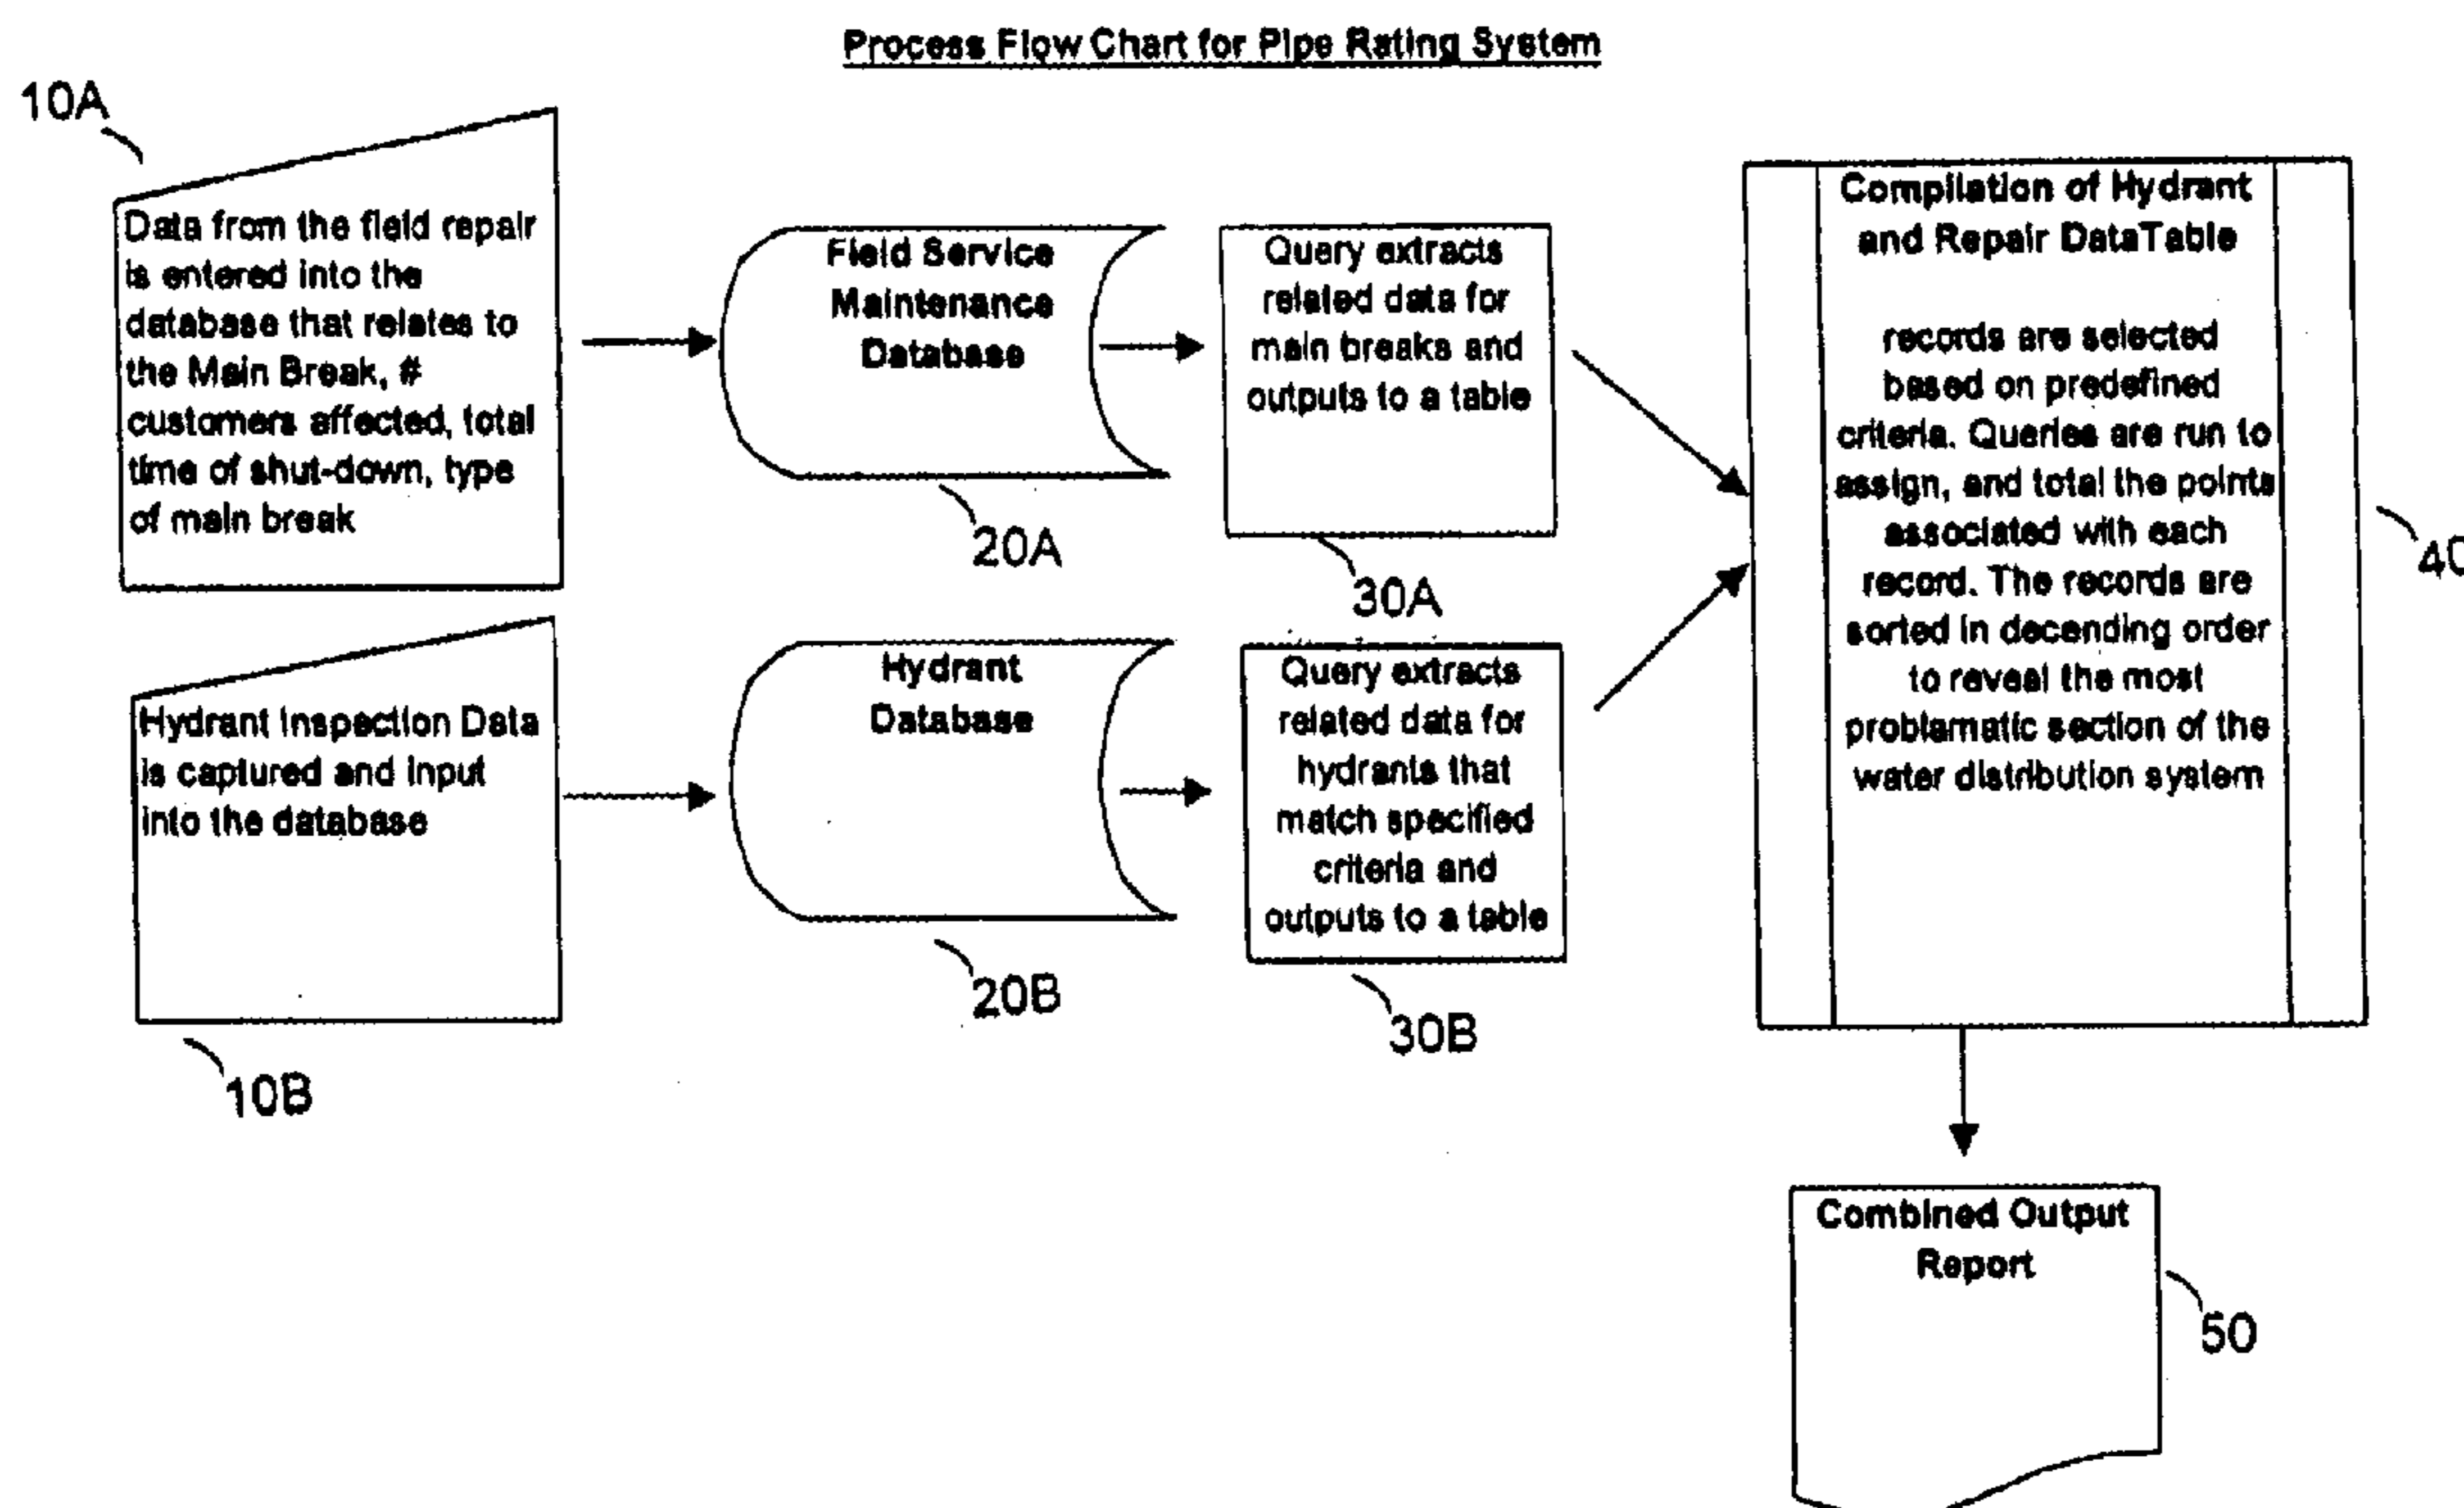 Process Flow Chart for Pipe Rating System
10A
Data from the field repair
is entered into the
database that relates to
the Main Break, #
customers affected, total
time of shut-down, type
of main break
Field Service
Maintenance
Database
20A
Query extracts
related data for
main breaks and
outputs to a table
30A
Hydrant Inspection Data
is captured and input
into the database
10B
Hydrant
Database
20B
Query extracts
related data for
hydrants that
match specified
criteria and
outputs to a table
30B
Compilation of Hydrant
and Repair DataTable
records are selected
based on predefined
criteria. Queries are run to
assign, and total the points
associated with each
record. The records are
sorted in decending order
to reveal the most
problamatic section of the
water distribution system
40
Combined Output
Report
50